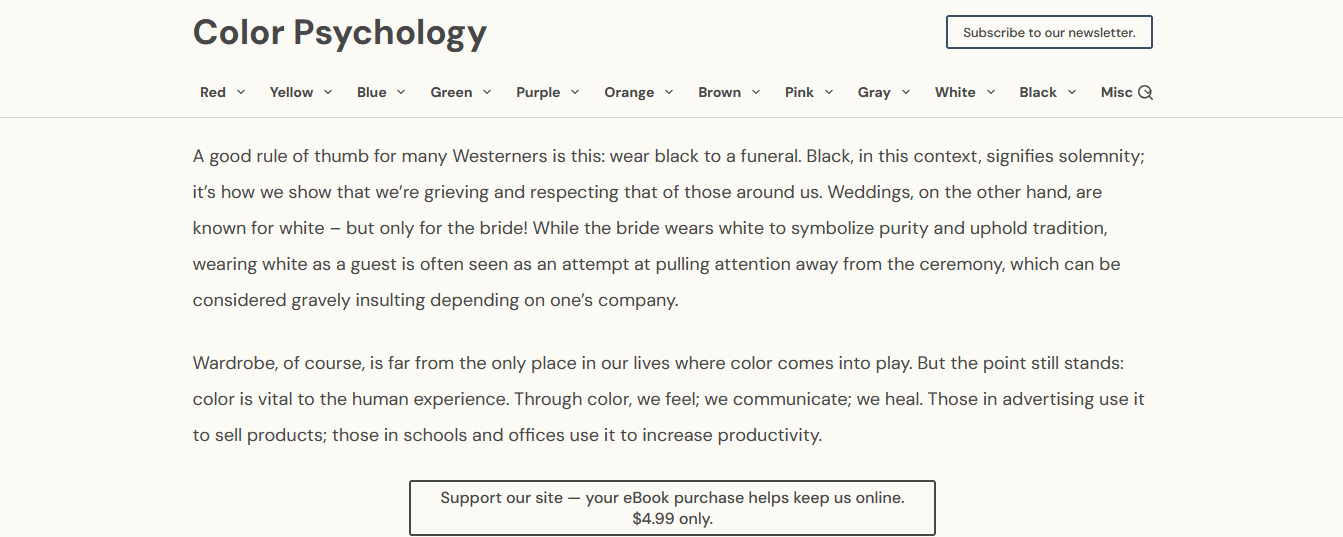 Color Psychology
Subscribe to our newsletter.
Red Yellow Blue Green Purple Orange Brown Pink Gray White Black Misc
A good rule of thumb for many Westerners is this: wear black to a funeral. Black, in this context, signifies solemnity;
it’s how we show that we’re grieving and respecting that of those around us. Weddings, on the other hand, are
known for white – but only for the bride! While the bride wears white to symbolize purity and uphold tradition,
wearing white as a guest is often seen as an attempt at pulling attention away from the ceremony, which can be
considered gravely insulting depending on one’s company.
Wardrobe, of course, is far from the only place in our lives where color comes into play. But the point still stands:
color is vital to the human experience. Through color, we feel; we communicate; we heal. Those in advertising use it
to sell products; those in schools and offices use it to increase productivity.
Support our site — your eBook purchase helps keep us online.
$4.99 only.